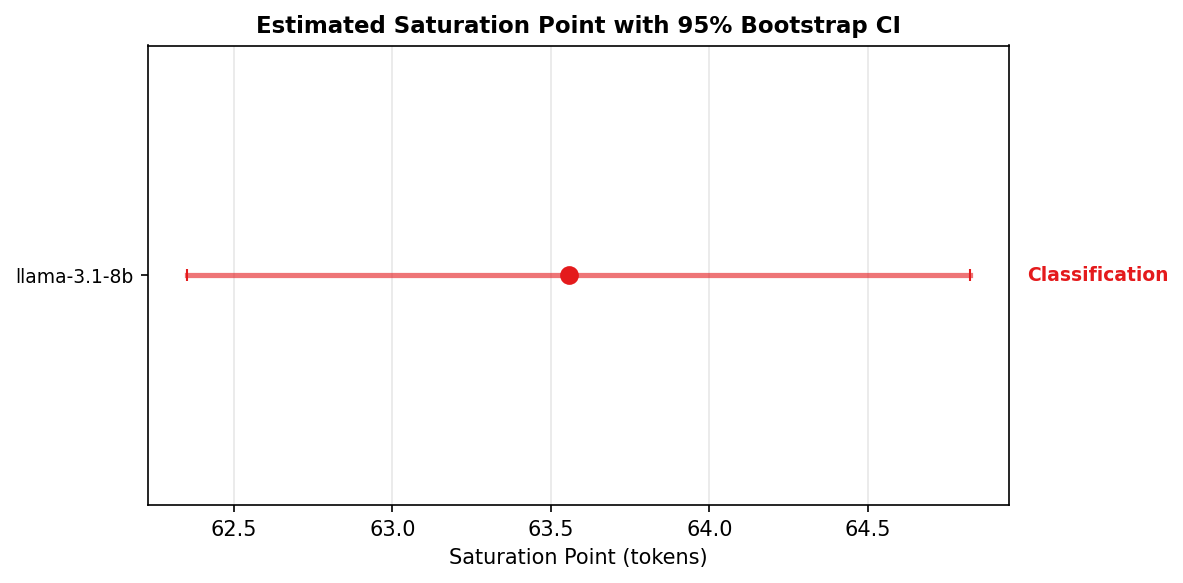 Estimated Saturation Point with 95% Bootstrap CI
llama-3.1-8b
Classification
62.5 63.0 63.5 64.0 64.5
Saturation Point (tokens)